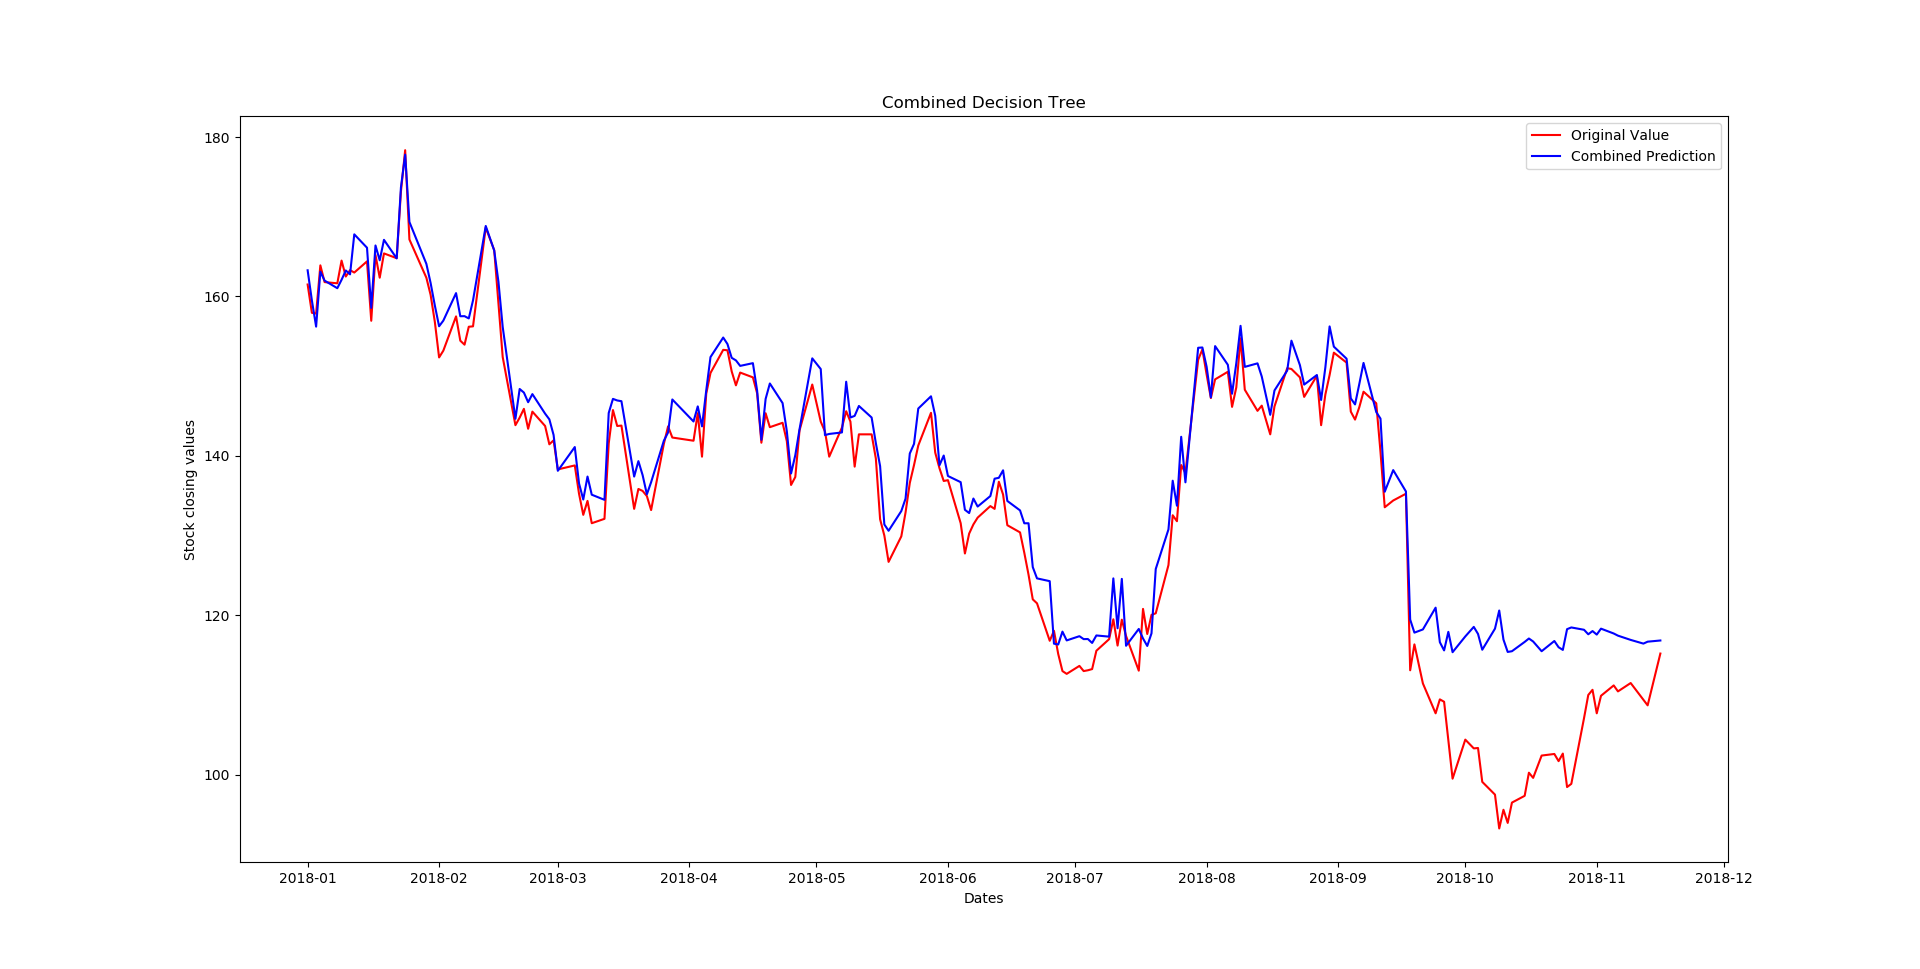 Combined Decision Tree
Original Value
Combined Prediction
180
160
140
120
100
Stock closing values
2018-01 2018-02 2018-03 2018-04 2018-05 2018-06 2018-07 2018-08 2018-09 2018-10 2018-11 2018-12
Dates